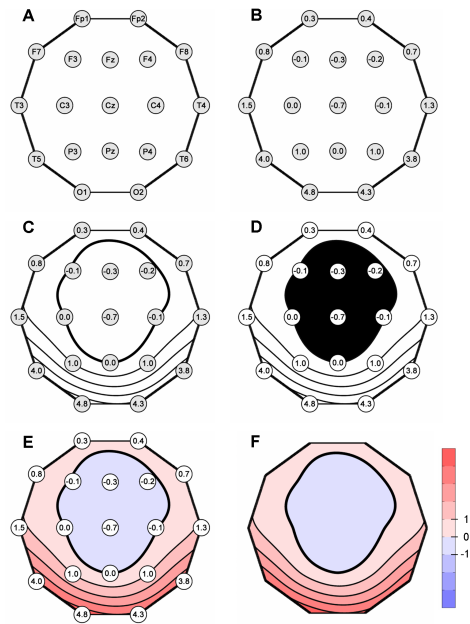 A
Fp1 Fp2
F7 F3 Fz F4 F8
T3 C3 Cz C4 T4
T5 P3 Pz P4 T6
O1 O2
B
0.3 0.4
0.8 -0.1 -0.3 -0.2 0.7
1.5 0.0 -0.7 -0.1 1.3
4.0 1.0 0.0 1.0 3.8
4.8 4.3
C
0.3 0.4
0.8 -0.1 -0.3 -0.2 0.7
1.5 0.0 -0.7 -0.1 1.3
4.0 1.0 0.0 1.0 3.8
4.8 4.3
D
0.3 0.4
0.8 -0.1 -0.3 -0.2 0.7
1.5 0.0 -0.7 -0.1 1.3
4.0 1.0 0.0 1.0 3.8
4.8 4.3
E
0.3 0.4
0.8 -0.1 -0.3 -0.2 0.7
1.5 0.0 -0.7 -0.1 1.3
4.0 1.0 0.0 1.0 3.8
4.8 4.3
F
1
0
-1